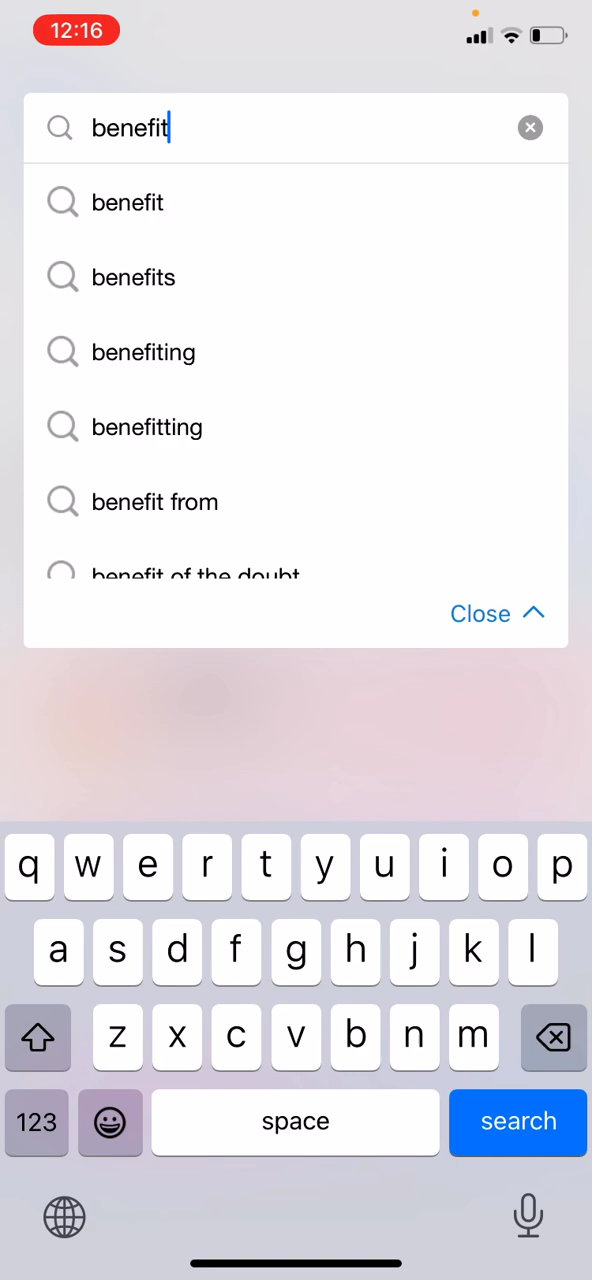 12:16
benefit
benefit
benefits
benefiting
benefitting
benefit from
benefit of the doubt
Close
q w e r t y u i o p
a s d f g h j k l
z x c v b n m
123 space search